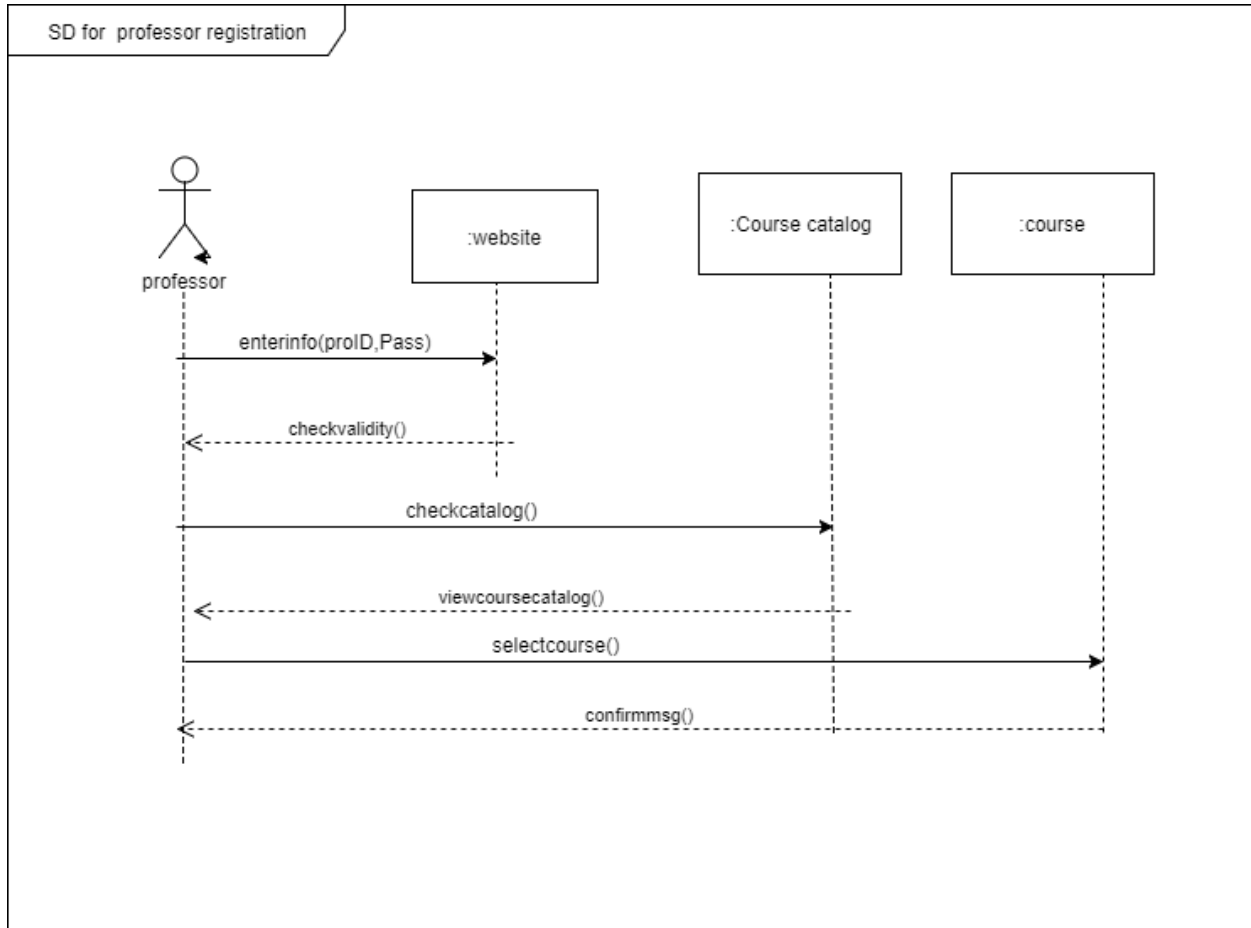 SD for professor registration
professor
:website
:Course catalog
:course
enterinfo(proID,Pass)
checkvalidity()
checkcatalog()
viewcoursecatalog()
selectcourse()
confirmmsg()